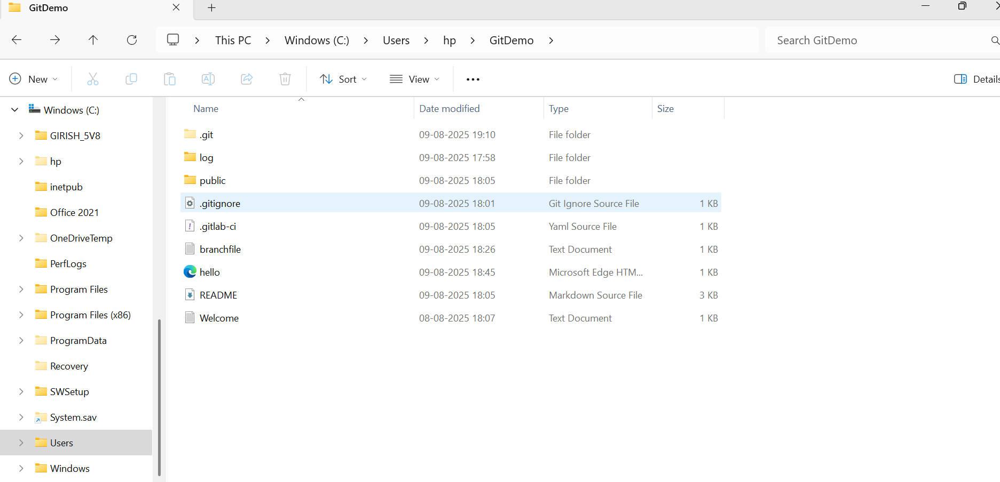 GitDemo
This PC > Windows (C:) > Users > hp > GitDemo >
Search GitDemo
New
Sort
View
Details
Windows (C:)
GIRISH_5V8
hp
inetpub
Office 2021
OneDriveTemp
PerfLogs
Program Files
Program Files (x86)
ProgramData
Recovery
SWSetup
System.sav
Users
Windows
Name Date modified Type Size
.git 09-08-2025 19:10 File folder
log 09-08-2025 17:58 File folder
public 09-08-2025 18:05 File folder
.gitignore 09-08-2025 18:01 Git Ignore Source File 1 KB
.gitlab-ci 09-08-2025 18:05 Yaml Source File 1 KB
branchfile 09-08-2025 18:26 Text Document 1 KB
hello 09-08-2025 18:45 Microsoft Edge HTM... 1 KB
README 09-08-2025 18:05 Markdown Source File 3 KB
Welcome 08-08-2025 18:07 Text Document 1 KB